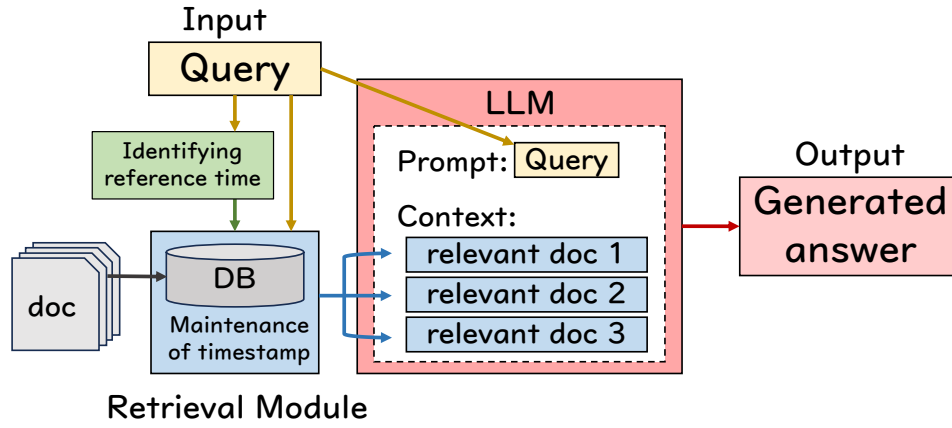 Input
Query
Identifying
reference time
doc
DB
Maintenance
of timestamp
Retrieval Module
LLM
Prompt: Query
Context:
relevant doc 1
relevant doc 2
relevant doc 3
Output
Generated
answer